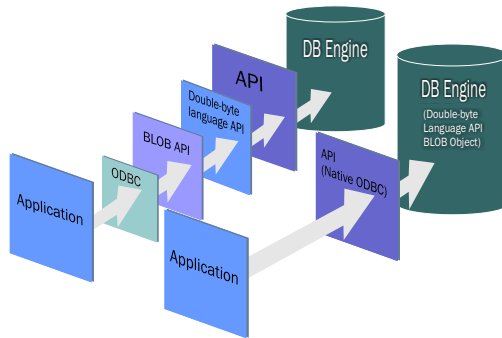 DB Engine
DB Engine
(Double-byte
Language API
BLOB Object)
API
Double-byte
language API
BLOB API
ODBC
Application
API
(Native ODBC)
Application